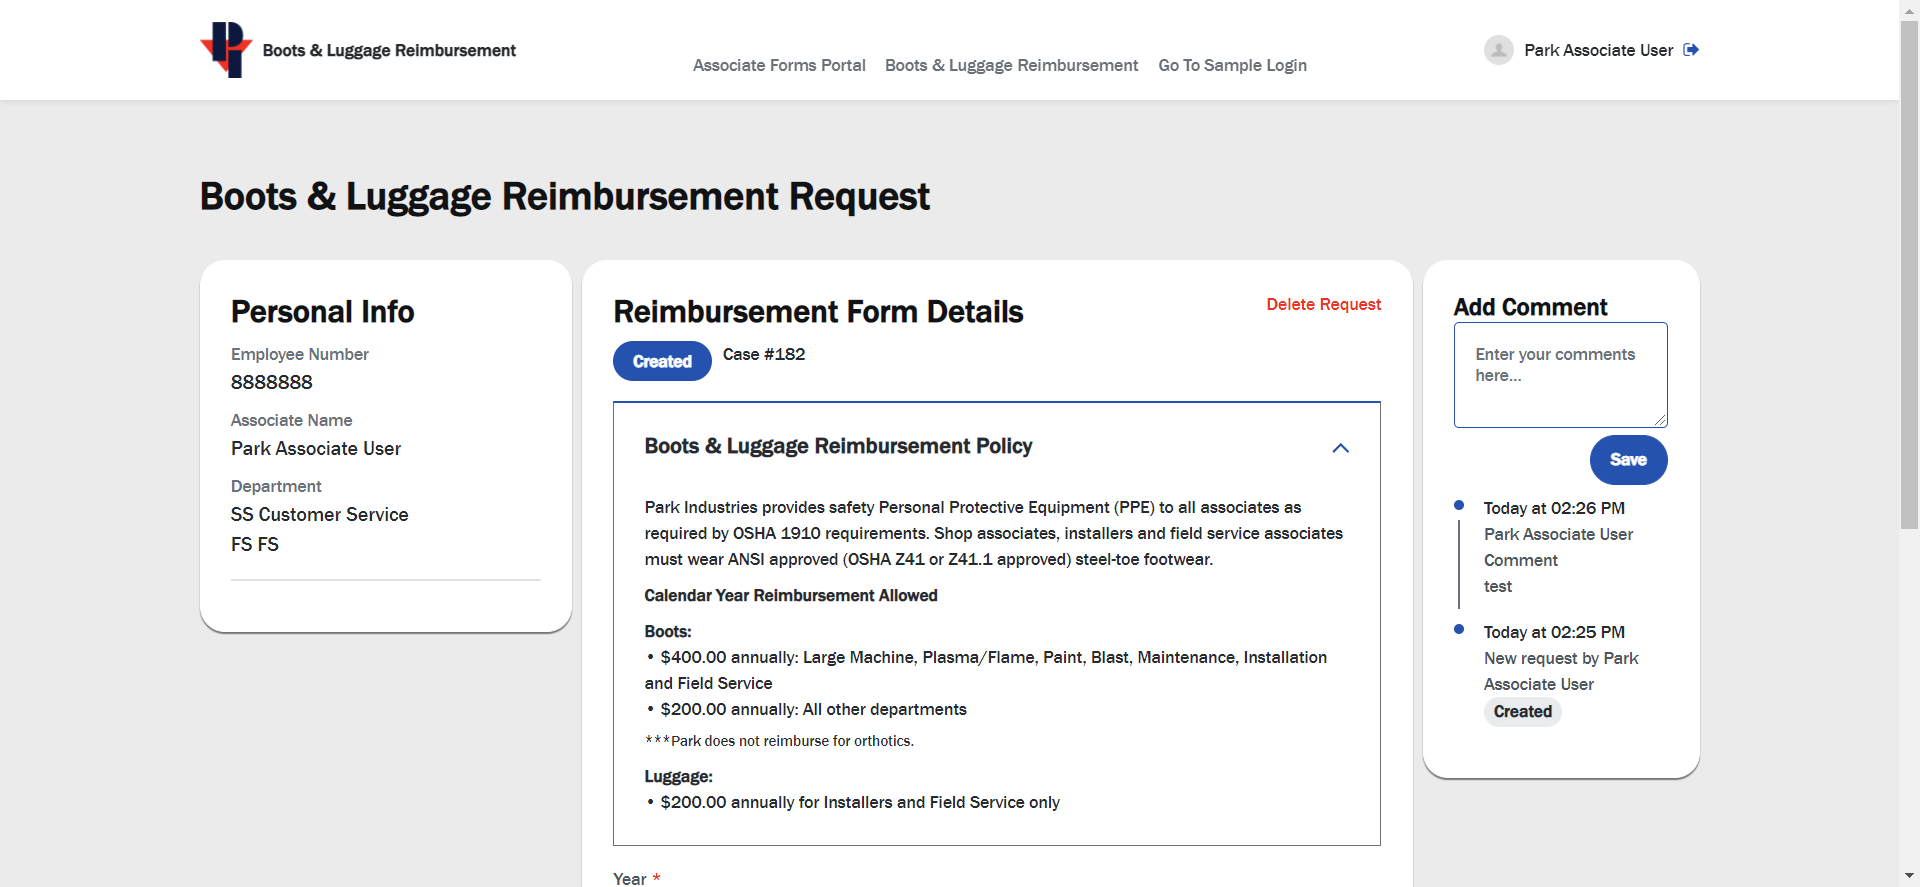 Boots & Luggage Reimbursement
Associate Forms Portal
Boots & Luggage Reimbursement
Go To Sample Login
Park Associate User
Boots & Luggage Reimbursement Request
Personal Info
Employee Number
8888888
Associate Name
Park Associate User
Department
SS Customer Service
FS FS
Reimbursement Form Details
Delete Request
Created
Case #182
Boots & Luggage Reimbursement Policy
Park Industries provides safety Personal Protective Equipment (PPE) to all associates as
required by OSHA 1910 requirements. Shop associates, installers and field service associates
must wear ANSI approved (OSHA Z41 or Z41.1 approved) steel-toe footwear.
Calendar Year Reimbursement Allowed
Boots:
• $400.00 annually: Large Machine, Plasma/Flame, Paint, Blast, Maintenance, Installation
and Field Service
• $200.00 annually: All other departments
***Park does not reimburse for orthotics.
Luggage:
• $200.00 annually for Installers and Field Service only
Year *
Add Comment
Enter your comments
here...
Save
Today at 02:26 PM
Park Associate User
Comment
test
Today at 02:25 PM
New request by Park
Associate User
Created